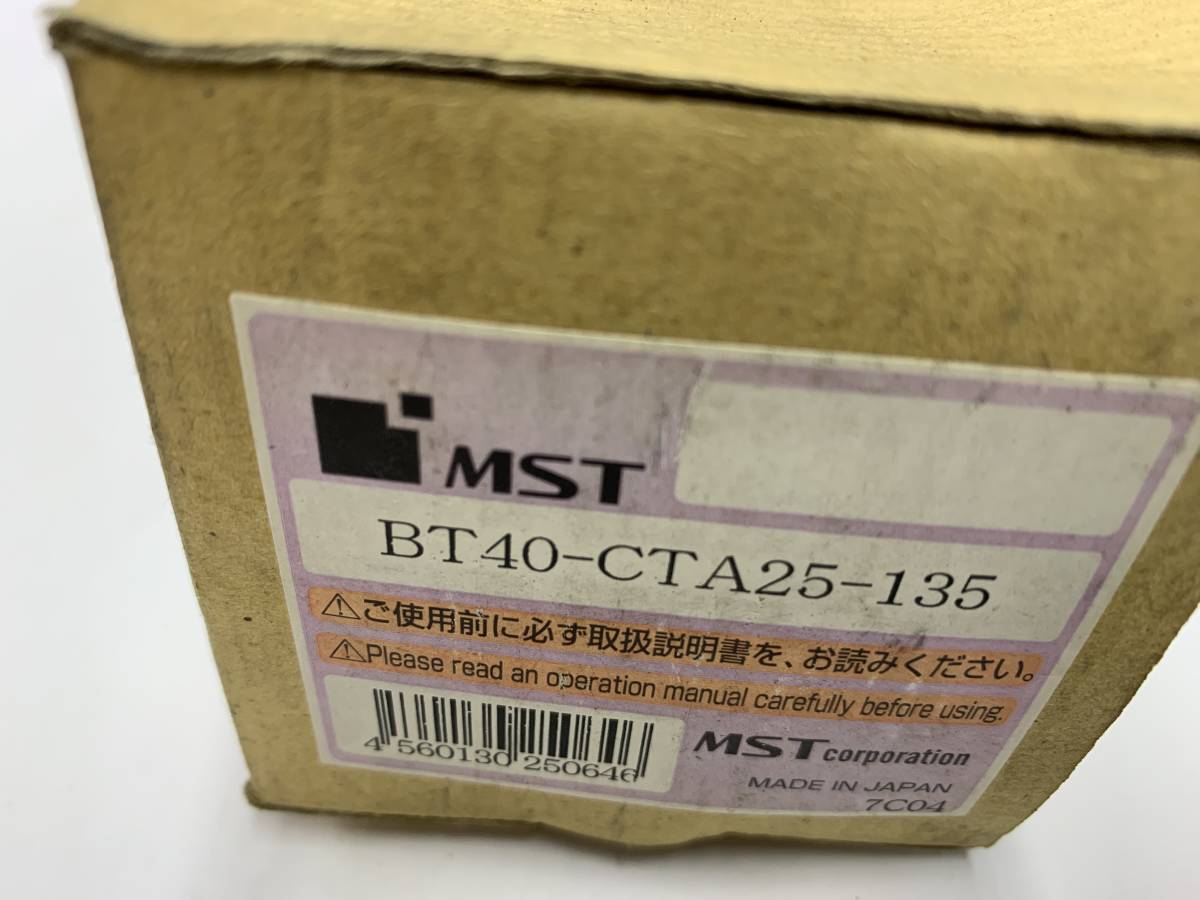 MST
BT40-CTA25-135
⚠ご使用前に必ず取扱説明書を、お読みください。
⚠Please read an operation manual carefully before using.
4 560130 250646
MST corporation
MADE IN JAPAN
7C04